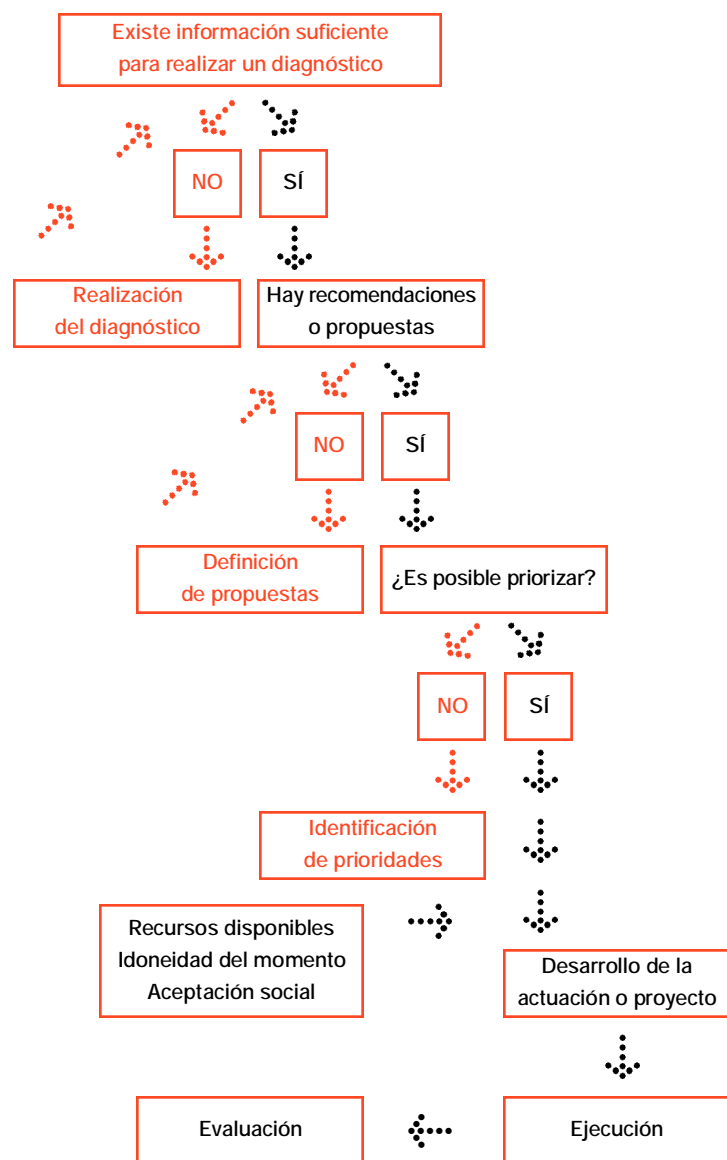 Existe información suficiente
para realizar un diagnóstico
NO
SÍ
Realización
del diagnóstico
Hay recomendaciones
o propuestas
NO
SÍ
Definición
de propuestas
¿Es posible priorizar?
NO
SÍ
Identificación
de prioridades
Recursos disponibles
Idoneidad del momento
Aceptación social
Desarrollo de la
actuación o proyecto
Evaluación
Ejecución